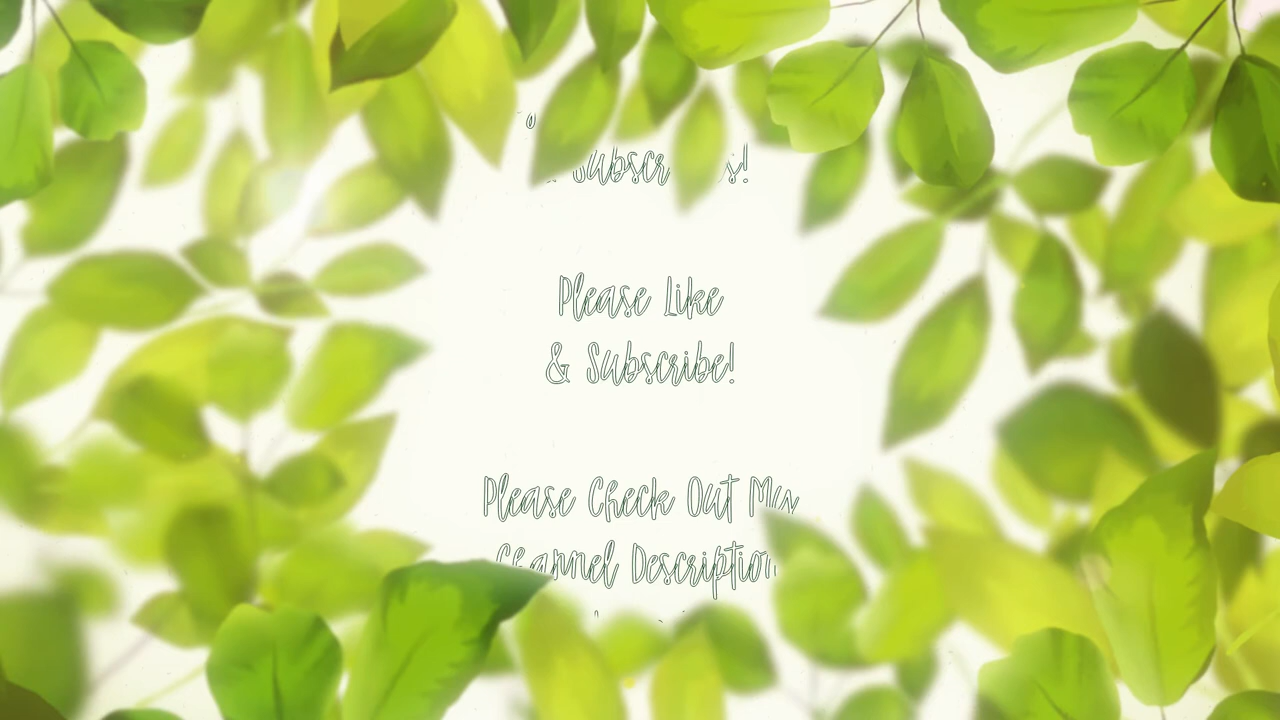 Please Like
& Subscribe!
Please Check Out My
Channel Description